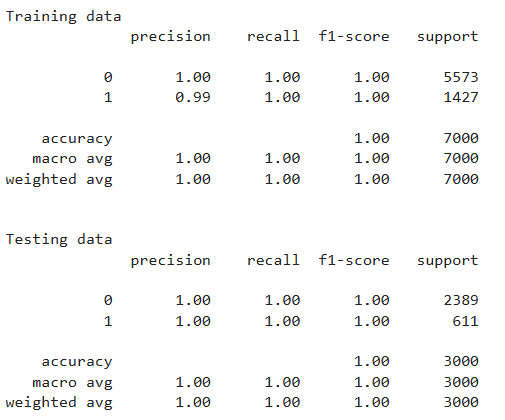 Training data
precision recall f1-score support
0 1.00 1.00 1.00 5573
1 0.99 1.00 1.00 1427
accuracy 1.00 7000
macro avg 1.00 1.00 1.00 7000
weighted avg 1.00 1.00 1.00 7000
Testing data
precision recall f1-score support
0 1.00 1.00 1.00 2389
1 1.00 1.00 1.00 611
accuracy 1.00 3000
macro avg 1.00 1.00 1.00 3000
weighted avg 1.00 1.00 1.00 3000